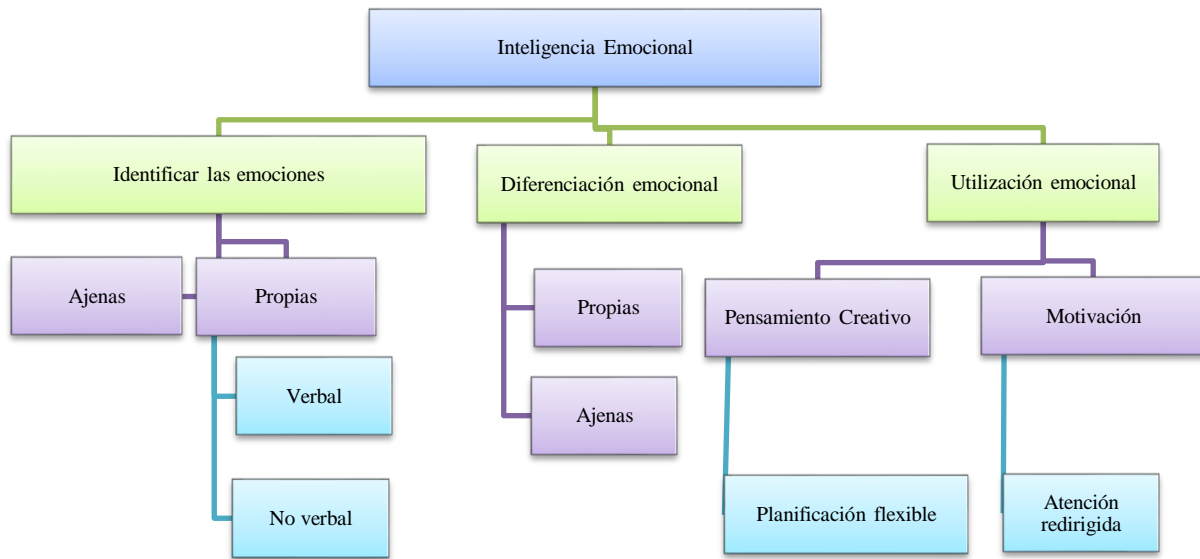 Inteligencia Emocional
Identificar las emociones
Diferenciación emocional
Utilización emocional
Ajenas
Propias
Propias
Pensamiento Creativo
Motivación
Verbal
Ajenas
No verbal
Planificación flexible
Atención
redirigida